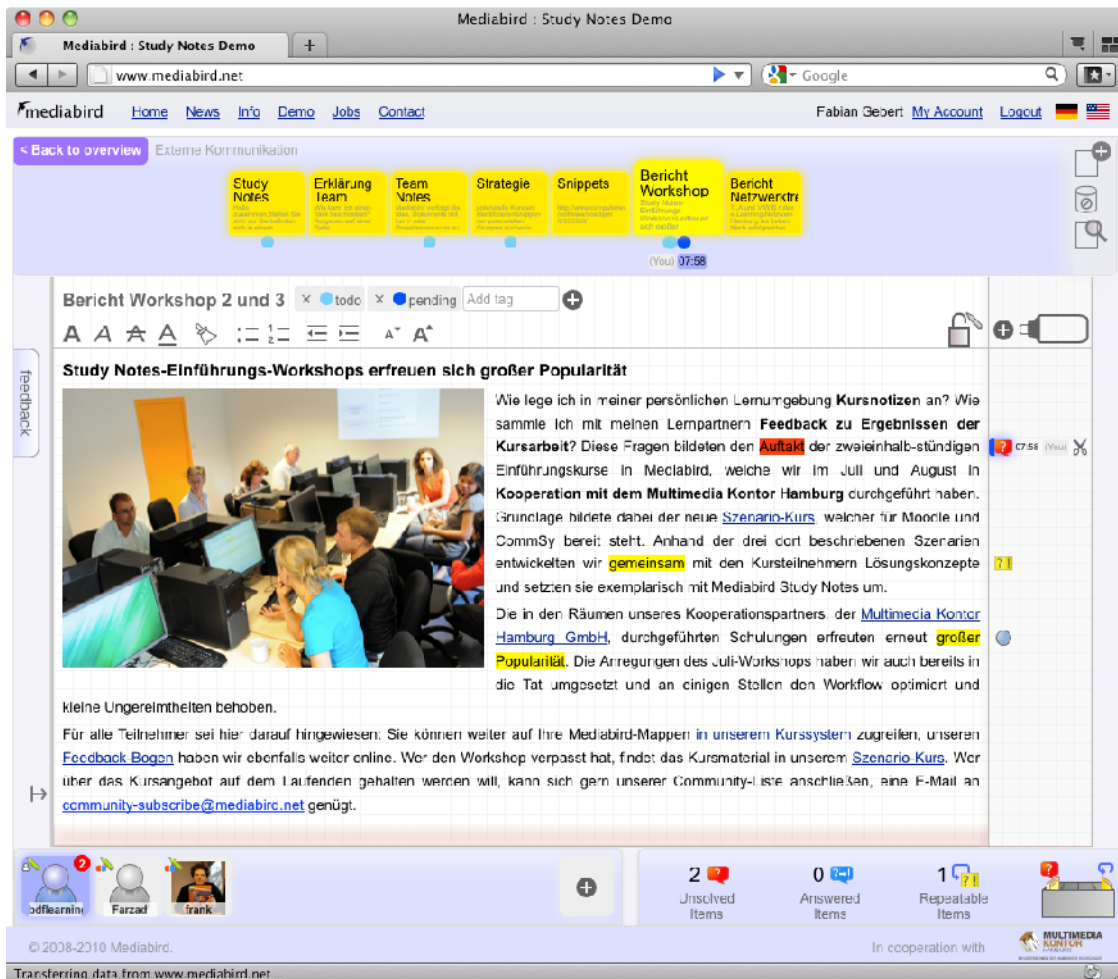 Mediabird : Study Notes Demo
Mediabird : Study Notes Demo
www.mediabird.net
Google
mediabird Home News Info Demo Jobs Contact
Fabian Gebert My Account Logout
< Back to overview Externe Kommunikation
Study Notes
Erklärung Team
Team Notes
Strategie
Snippets
Bericht Workshop
Bericht Netzwerktre
(You) 07:58
Bericht Workshop 2 und 3 × todo × pending Add tag
feedback
Study Notes-Einführungs-Workshops erfreuen sich großer Popularität
Wie lege ich in meiner persönlichen Lernumgebung Kursnotizen an? Wie
sammle ich mit meinen Lernpartnern Feedback zu Ergebnissen der
Kursarbeit? Diese Fragen bildeten den Auftakt der zweieinhalb-stündigen
07:58 (You)
Einführungskurse in Mediabird, welche wir im Juli und August in
Kooperation mit dem Multimedia Kontor Hamburg durchgeführt haben.
Grundlage bildete dabei der neue Szenario-Kurs, welcher für Moodle und
CommSy bereit steht. Anhand der drei dort beschriebenen Szenarien
entwickelten wir gemeinsam mit den Kursteilnehmern Lösungskonzepte
und setzten sie exemplarisch mit Mediabird Study Notes um.
Die in den Räumen unseres Kooperationspartners, der Multimedia Kontor
Hamburg GmbH, durchgeführten Schulungen erfreuten erneut großer
Popularität. Die Anregungen des Juli-Workshops haben wir auch bereits in
die Tat umgesetzt und an einigen Stellen den Workflow optimiert und
kleine Ungereimtheiten behoben.
Für alle Teilnehmer sei hier darauf hingewiesen: Sie können weiter auf Ihre Mediabird-Mappen in unserem Kurssystem zugreifen, unseren
Feedback-Bogen haben wir ebenfalls weiter online. Wer den Workshop verpasst hat, findet das Kursmaterial in unserem Szenario-Kurs. Wer
über das Kursangebot auf dem Laufenden gehalten werden will, kann sich gern unserer Community-Liste anschließen, eine E-Mail an
community-subscribe@mediabird.net genügt.
2
pdflearning Farzad frank
2 Unsolved Items
0 Answered Items
1 Repeatable Items
© 2008-2010 Mediabird.
In cooperation with
MULTIMEDIA KONTOR
HAMBURG
Transferring data from www.mediabird.net...